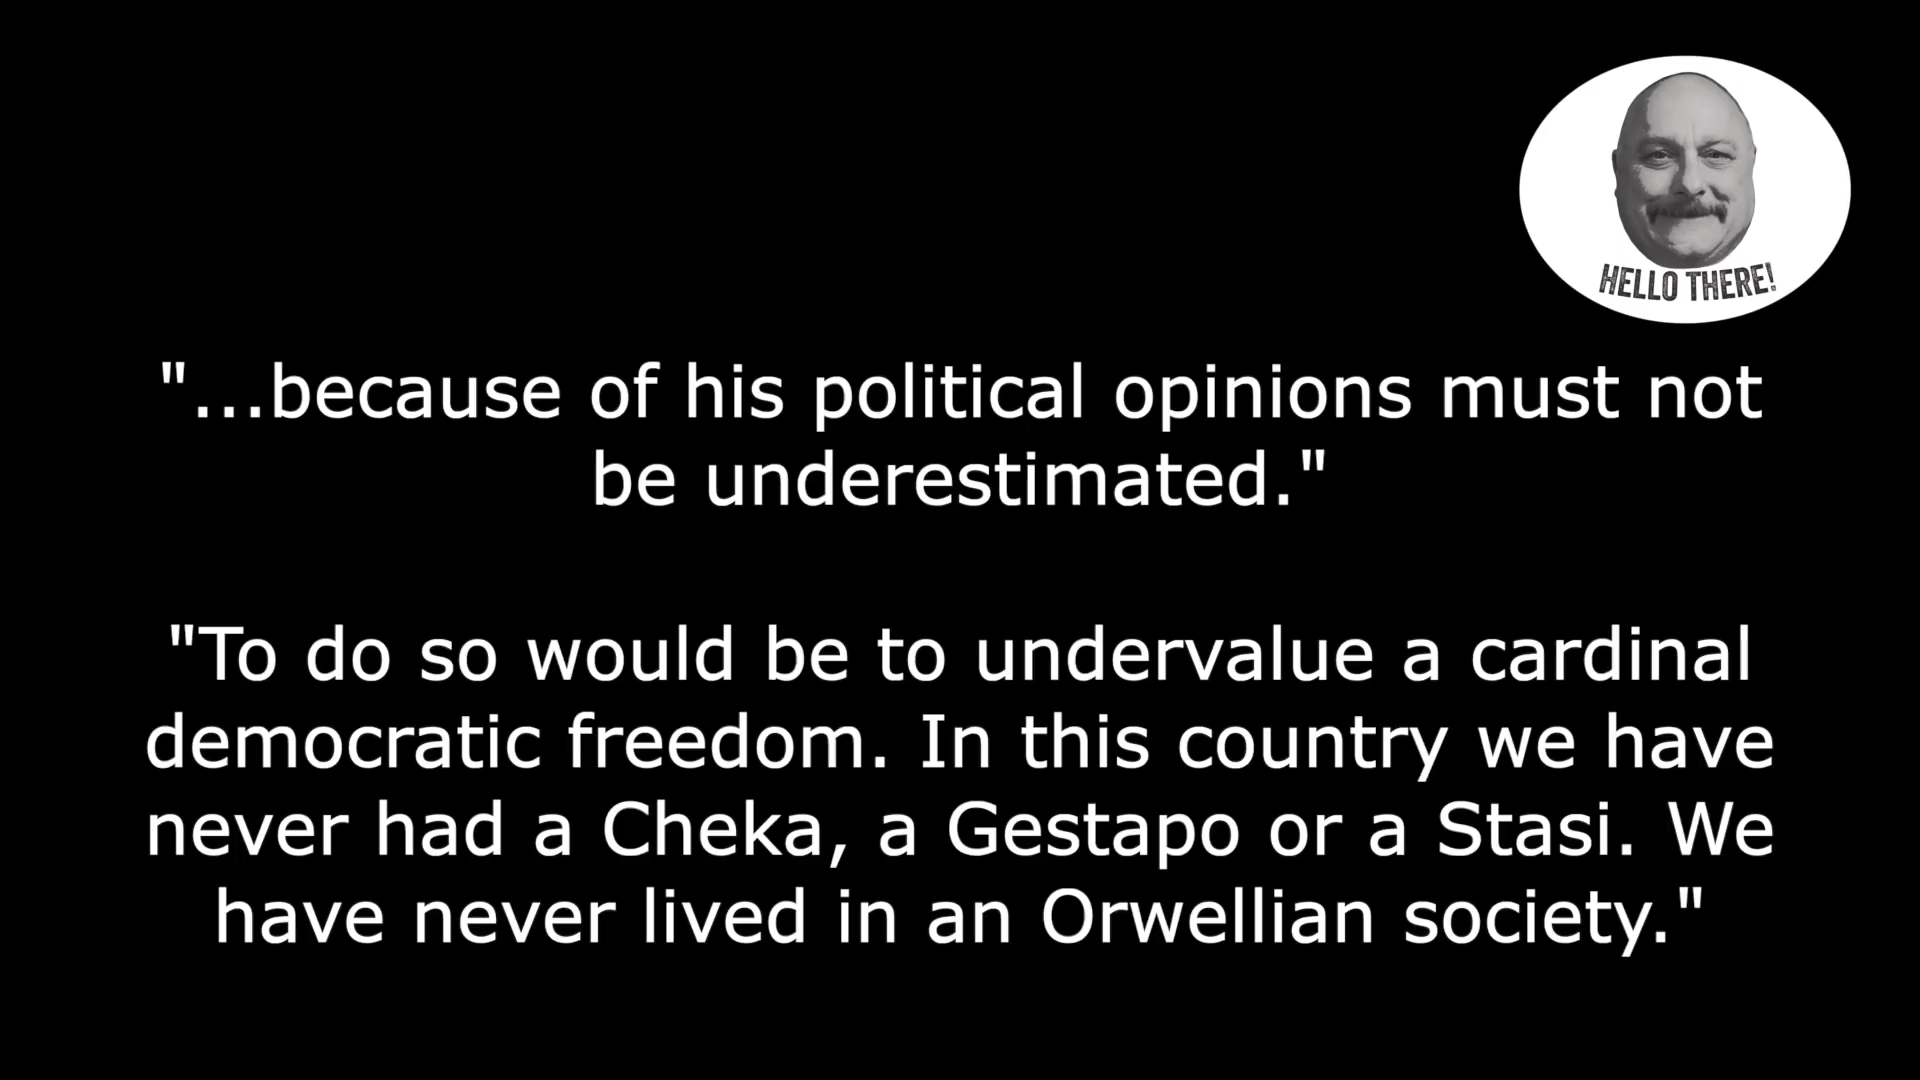 HELLO THERE!
"...because of his political opinions must not
be underestimated."
"To do so would be to undervalue a cardinal
democratic freedom. In this country we have
never had a Cheka, a Gestapo or a Stasi. We
have never lived in an Orwellian society."